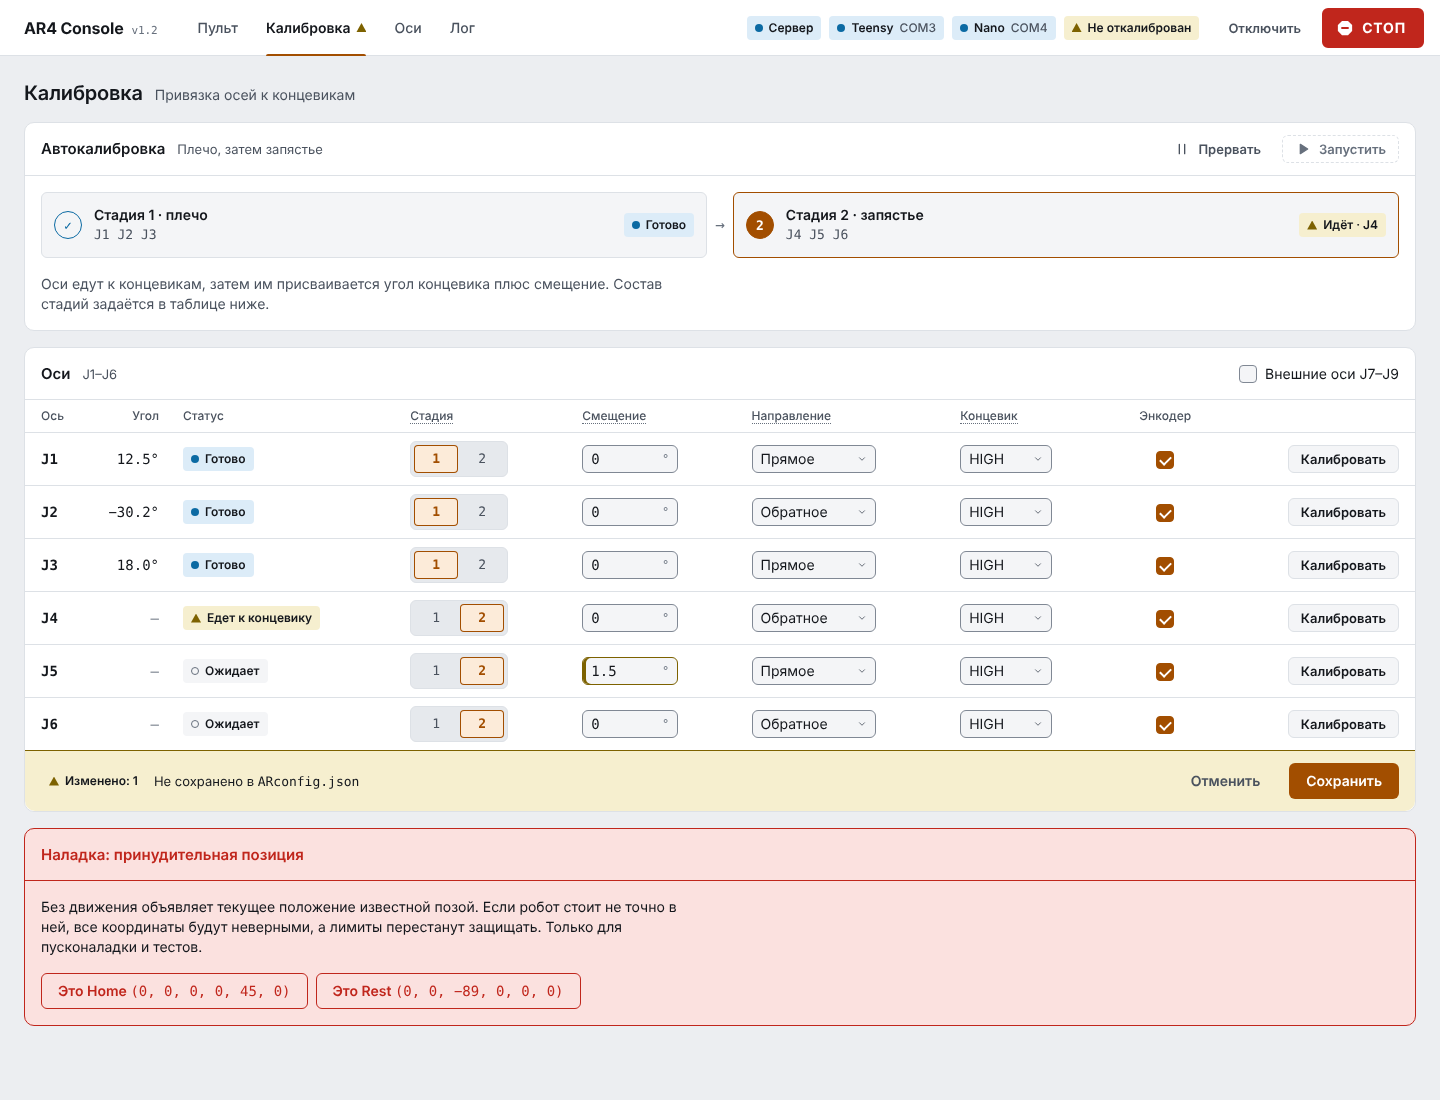 AR4 Console v1.2 Пульт Калибровка Оси Лог Сервер Teensy COM3 Nano COM4 Не откалиброван Отключить СТОП
Калибровка Привязка осей к концевикам
Автокалибровка Плечо, затем запястье Прервать Запустить
Стадия 1 · плечо
J1 J2 J3
Готово
→
2
Стадия 2 · запястье
J4 J5 J6
Идёт · J4
Оси едут к концевикам, затем им присваивается угол концевика плюс смещение. Состав
стадий задаётся в таблице ниже.
Оси J1–J6 Внешние оси J7–J9
Ось Угол Статус Стадия Смещение Направление Концевик Энкодер
J1 12.5° Готово 1 2 0 ° Прямое HIGH Калибровать
J2 −30.2° Готово 1 2 0 ° Обратное HIGH Калибровать
J3 18.0° Готово 1 2 0 ° Прямое HIGH Калибровать
J4 — Едет к концевику 1 2 0 ° Обратное HIGH Калибровать
J5 — Ожидает 1 2 1.5 ° Прямое HIGH Калибровать
J6 — Ожидает 1 2 0 ° Обратное HIGH Калибровать
Изменено: 1 Не сохранено в ARconfig.json Отменить Сохранить
Наладка: принудительная позиция
Без движения объявляет текущее положение известной позой. Если робот стоит не точно в
ней, все координаты будут неверными, а лимиты перестанут защищать. Только для
пусконаладки и тестов.
Это Home (0, 0, 0, 0, 45, 0) Это Rest (0, 0, −89, 0, 0, 0)